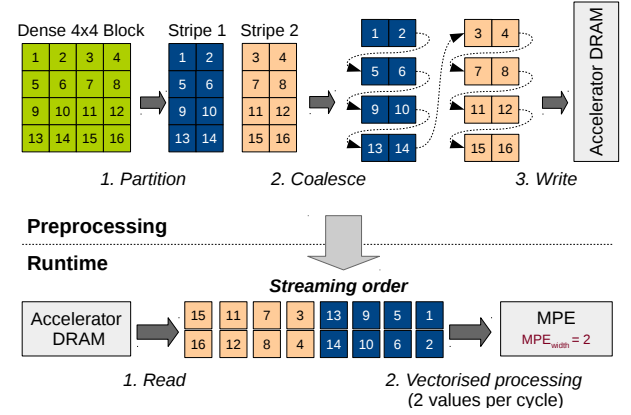 Dense 4x4 Block Stripe 1 Stripe 2
1 2 3 4 1 2 3 4 1 2 3 4
5 6 7 8 5 6 7 8 5 6 7 8
9 10 11 12 9 10 11 12 9 10 11 12
13 14 15 16 13 14 15 16 13 14 15 16
Accelerator DRAM
1. Partition 2. Coalesce 3. Write
Preprocessing
Runtime
Streaming order
Accelerator
DRAM
15 11 7 3 13 9 5 1
16 12 8 4 14 10 6 2
MPE
MPEwidth = 2
1. Read 2. Vectorised processing
(2 values per cycle)